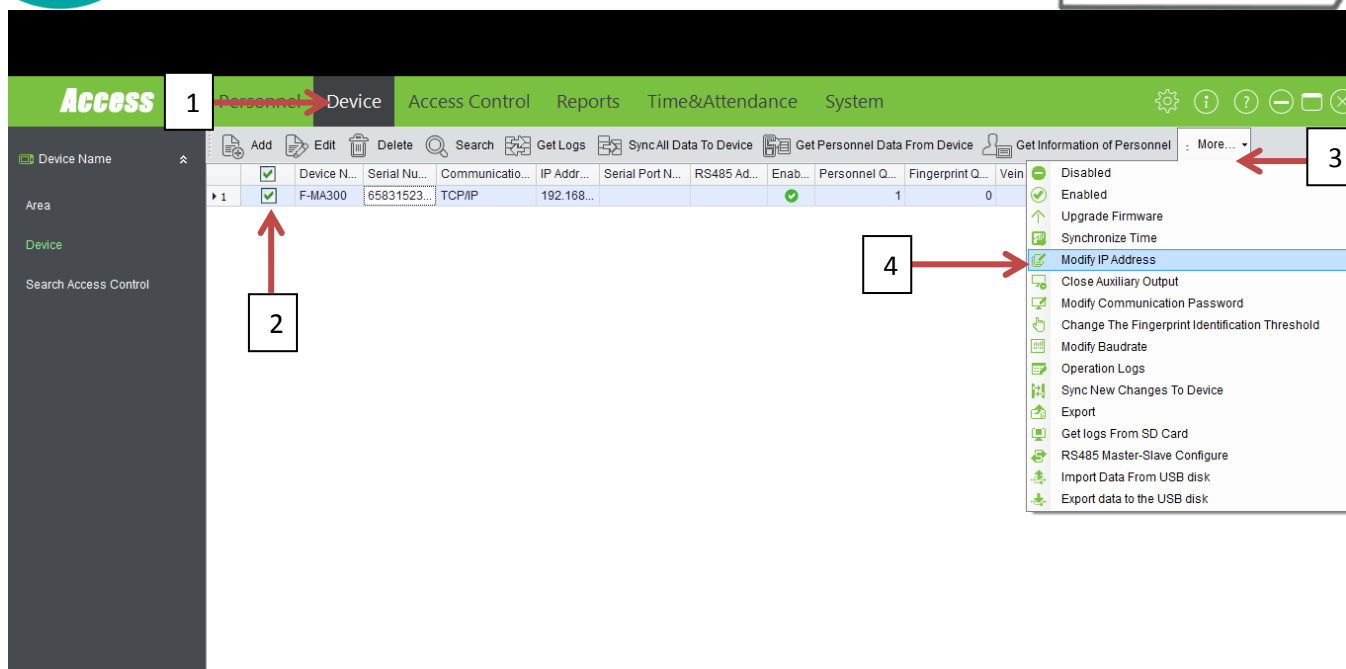 Access
1
Personnel Device Access Control Reports Time&Attendance System
Device Name
Area
Device
Search Access Control
Add Edit Delete Search Get Logs Sync All Data To Device Get Personnel Data From Device Get Information of Personnel More...
3
Device N... Serial Nu... Communicatio... IP Addr... Serial Port N... RS485 Ad... Enab... Personnel Q... Fingerprint Q... Vein
1 F-MA300 65831523... TCP/IP 192.168... 1 0
2
4
Disabled
Enabled
Upgrade Firmware
Synchronize Time
Modify IP Address
Close Auxiliary Output
Modify Communication Password
Change The Fingerprint Identification Threshold
Modify Baudrate
Operation Logs
Sync New Changes To Device
Export
Get logs From SD Card
RS485 Master-Slave Configure
Import Data From USB disk
Export data to the USB disk